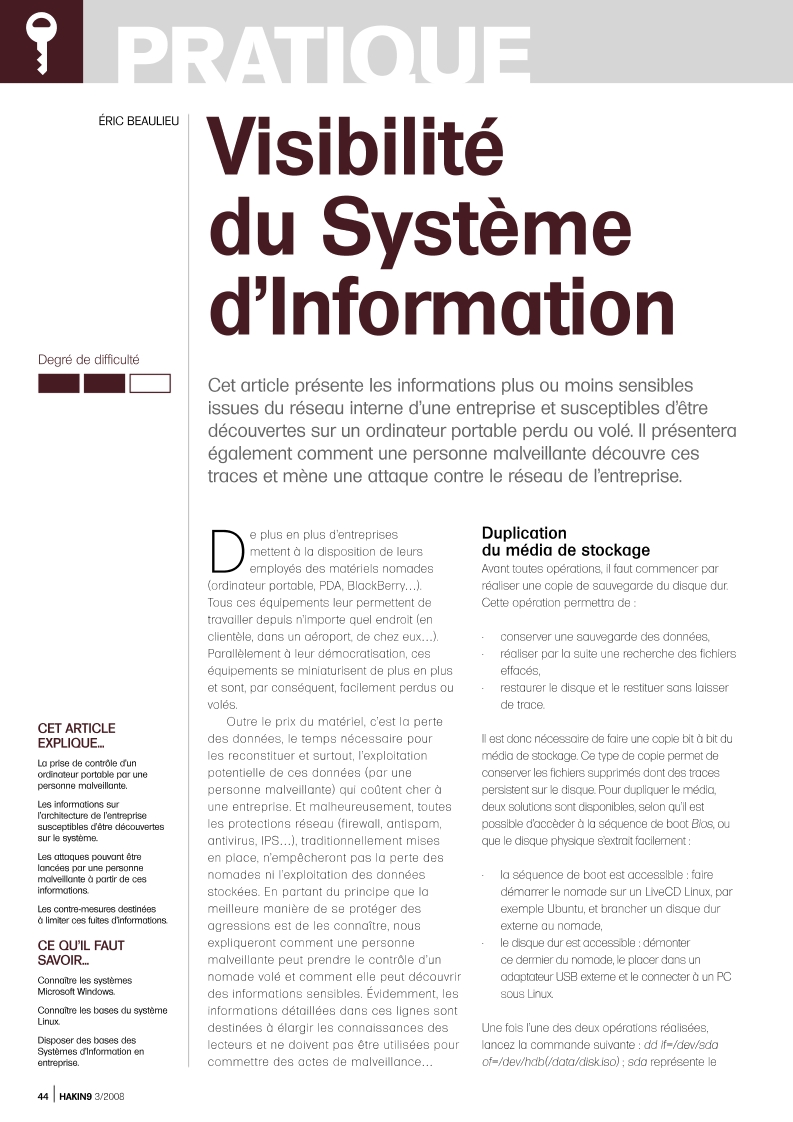 PRATIQUE
ÉRIC BEAULIEU
Visibilité
du Système
d'Information
Degré de difficulté
Cet article présente les informations plus ou moins sensibles
issues du réseau interne d'une entreprise et susceptibles d'être
découvertes sur un ordinateur portable perdu ou volé. Il présentera
également comment une personne malveillante découvre ces
traces et mène une attaque contre le réseau de l'entreprise.
De plus en plus d'entreprises
mettent à la disposition de leurs
employés des matériels nomades
(ordinateur portable, PDA, BlackBerry…).
Tous ces équipements leur permettent de
travailler depuis n'importe quel endroit (en
clientèle, dans un aéroport, de chez eux…).
Parallèlement à leur démocratisation, ces
équipements se miniaturisent de plus en plus
et sont, par conséquent, facilement perdus ou
volés.
Outre le prix du matériel, c'est la perte
des données, le temps nécessaire pour
les reconstituer et surtout, l'exploitation
potentielle de ces données (par une
personne malveillante) qui coûtent cher à
une entreprise. Et malheureusement, toutes
les protections réseau (firewall, antispam,
antivirus, IPS…), traditionnellement mises
en place, n'empêcheront pas la perte des
nomades ni l'exploitation des données
stockées. En partant du principe que la
meilleure manière de se protéger des
agressions est de les connaître, nous
expliqueront comment une personne
malveillante peut prendre le contrôle d'un
nomade volé et comment elle peut découvrir
des informations sensibles. Évidemment, les
informations détaillées dans ces lignes sont
destinées à élargir les connaissances des
lecteurs et ne doivent pas être utilisées pour
commettre des actes de malveillance…
Duplication
du média de stockage
Avant toutes opérations, il faut commencer par
réaliser une copie de sauvegarde du disque dur.
Cette opération permettra de :
· conserver une sauvegarde des données,
· réaliser par la suite une recherche des fichiers
effacés,
· restaurer le disque et le restituer sans laisser
de trace.
Il est donc nécessaire de faire une copie bit à bit du
média de stockage. Ce type de copie permet de
conserver les fichiers supprimés dont des traces
persistent sur le disque. Pour dupliquer le média,
deux solutions sont disponibles, selon qu'il est
possible d'accèder à la séquence de boot Bios, ou
que le disque physique s'extrait facilement :
· la séquence de boot est accessible : faire
démarrer le nomade sur un LiveCD Linux, par
exemple Ubuntu, et brancher un disque dur
externe au nomade,
· le disque dur est accessible : démonter
ce dernier du nomade, le placer dans un
adaptateur USB externe et le connecter à un PC
sous Linux.
Une fois l'une des deux opérations réalisées,
lancez la commande suivante : dd if=/dev/sda
of=/dev/hdb(/data/disk.iso) ; sda représente le
CET ARTICLE
EXPLIQUE...
La prise de contrôle d'un
ordinateur portable par une
personne malveillante.
Les informations sur
l'architecture de l'entreprise
susceptibles d'être découvertes
sur le système.
Les attaques pouvant être
lancées par une personne
malveillante à partir de ces
informations.
Les contre-mesures destinées
à limiter ces fuites d'informations.
CE QU'IL FAUT
SAVOIR...
Connaître les systèmes
Microsoft Windows.
Connaître les bases du système
Linux.
Disposer des bases des
Systèmes d'Information en
entreprise.
44 HAKIN9 3/2008